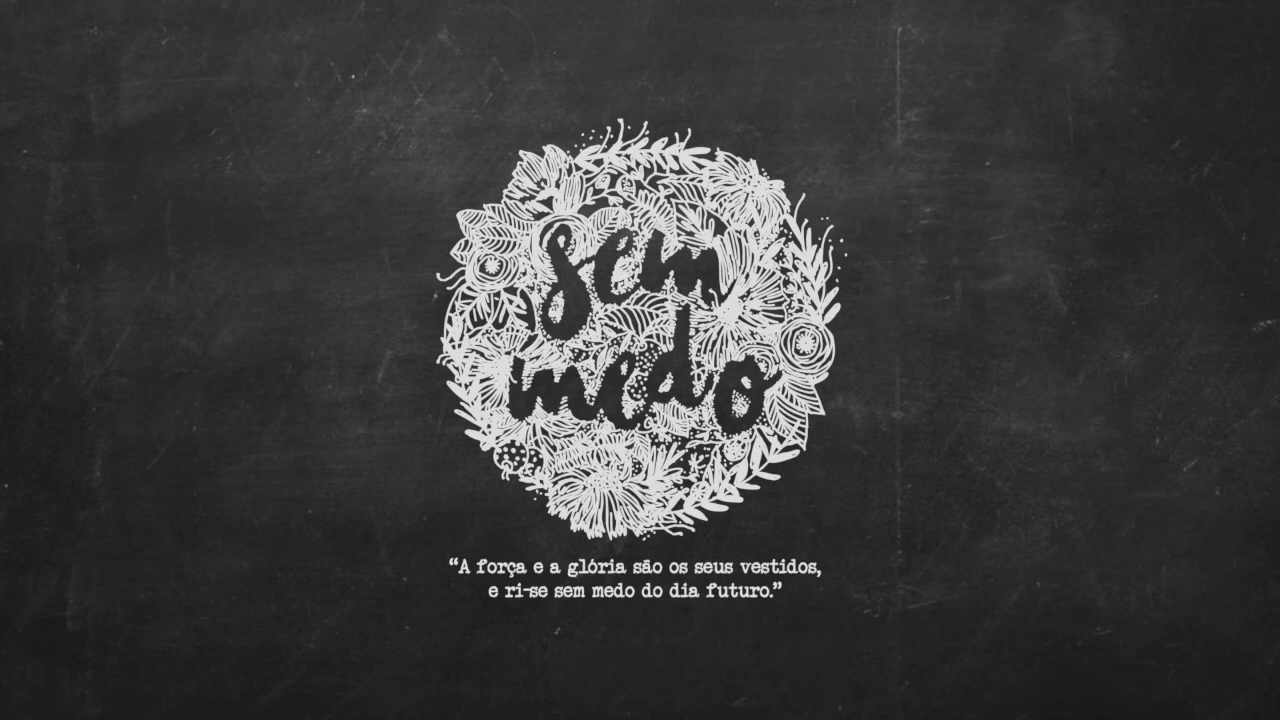 Sem
medo
“A força e a glória são os seus vestidos,
e ri-se sem medo do dia futuro.”